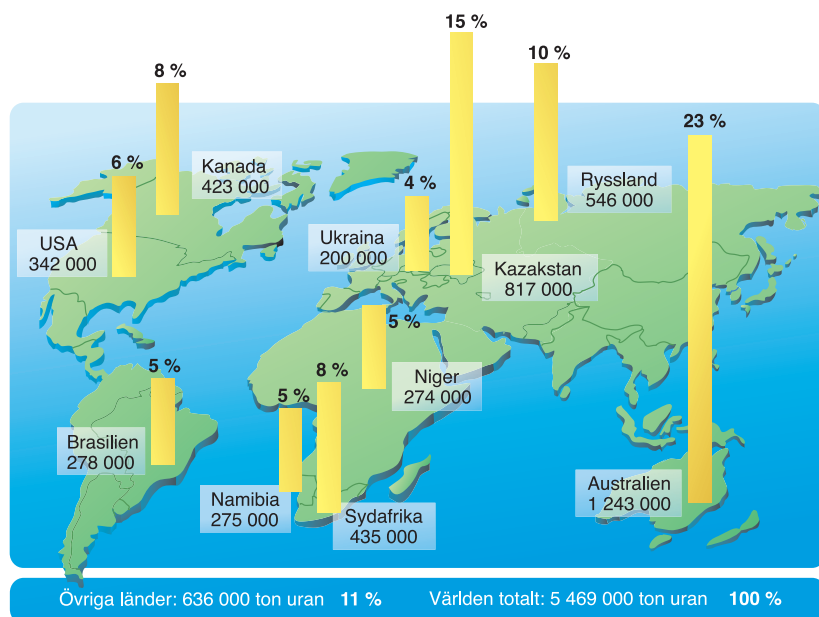 15 %
8 %
10 %
23 %
6 %
Kanada
423 000
4 %
Ryssland
546 000
USA
342 000
Ukraina
200 000
Kazakstan
817 000
5 %
5 %
8 %
5 %
Niger
274 000
Brasilien
278 000
Namibia
275 000
Sydafrika
435 000
Australien
1 243 000
Övriga länder: 636 000 ton uran 11 % Världen totalt: 5 469 000 ton uran 100 %